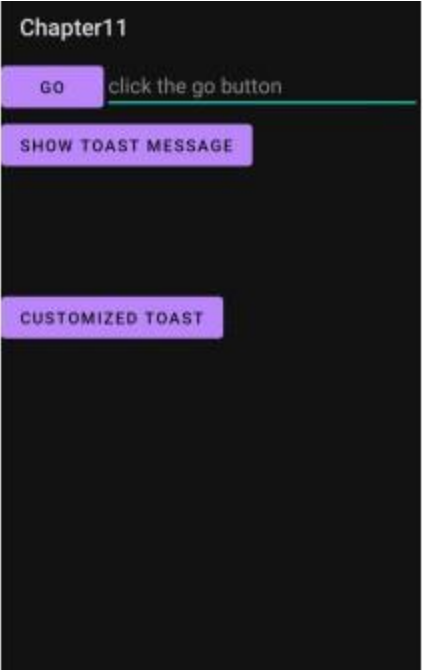 Chapter11
GO click the go button
SHOW TOAST MESSAGE
CUSTOMIZED TOAST